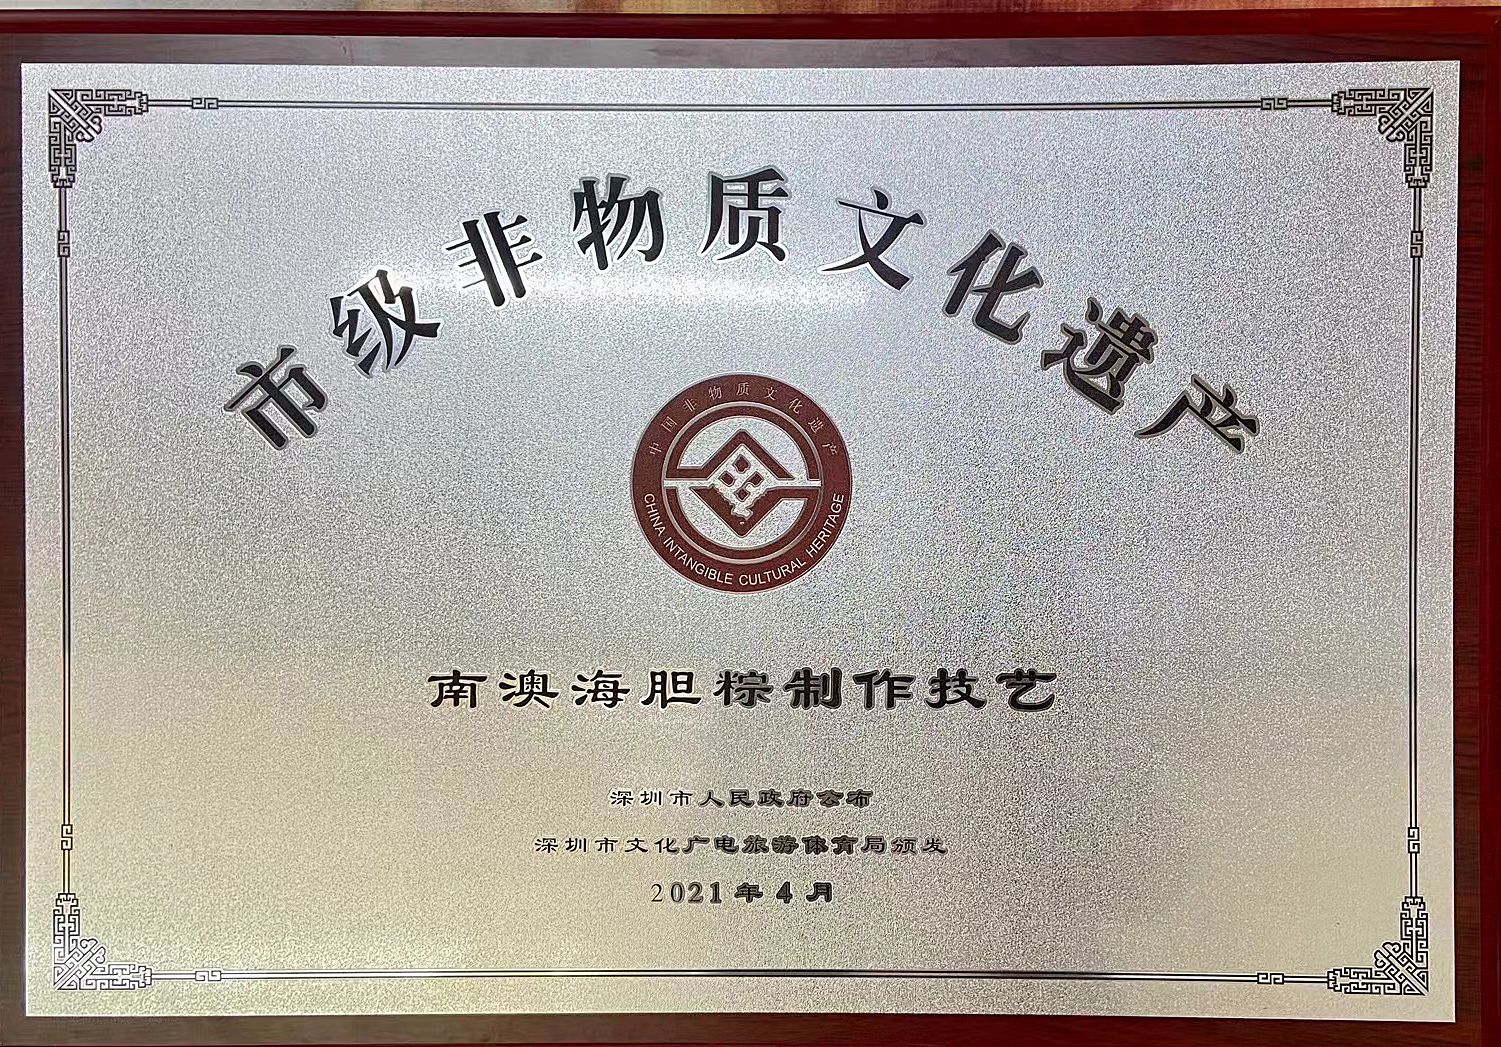 市级非物质文化遗产
中国非物质文化遗产
CHINA INTANGIBLE CULTURAL HERITAGE
南澳海胆粽制作技艺
深圳市人民政府公布
深圳市文化广电旅游体育局颁发
2021年4月